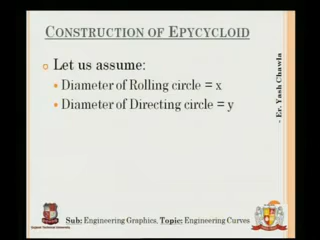 CONSTRUCTION OF EPYCYCLOID
Let us assume:
Diameter of Rolling circle = x
Diameter of Directing circle = y
- Er. Yash Chawla
Sub: Engineering Graphics, Topic: Engineering Curves